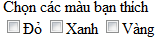 Chọn các màu bạn thích
Đỏ Xanh Vàng